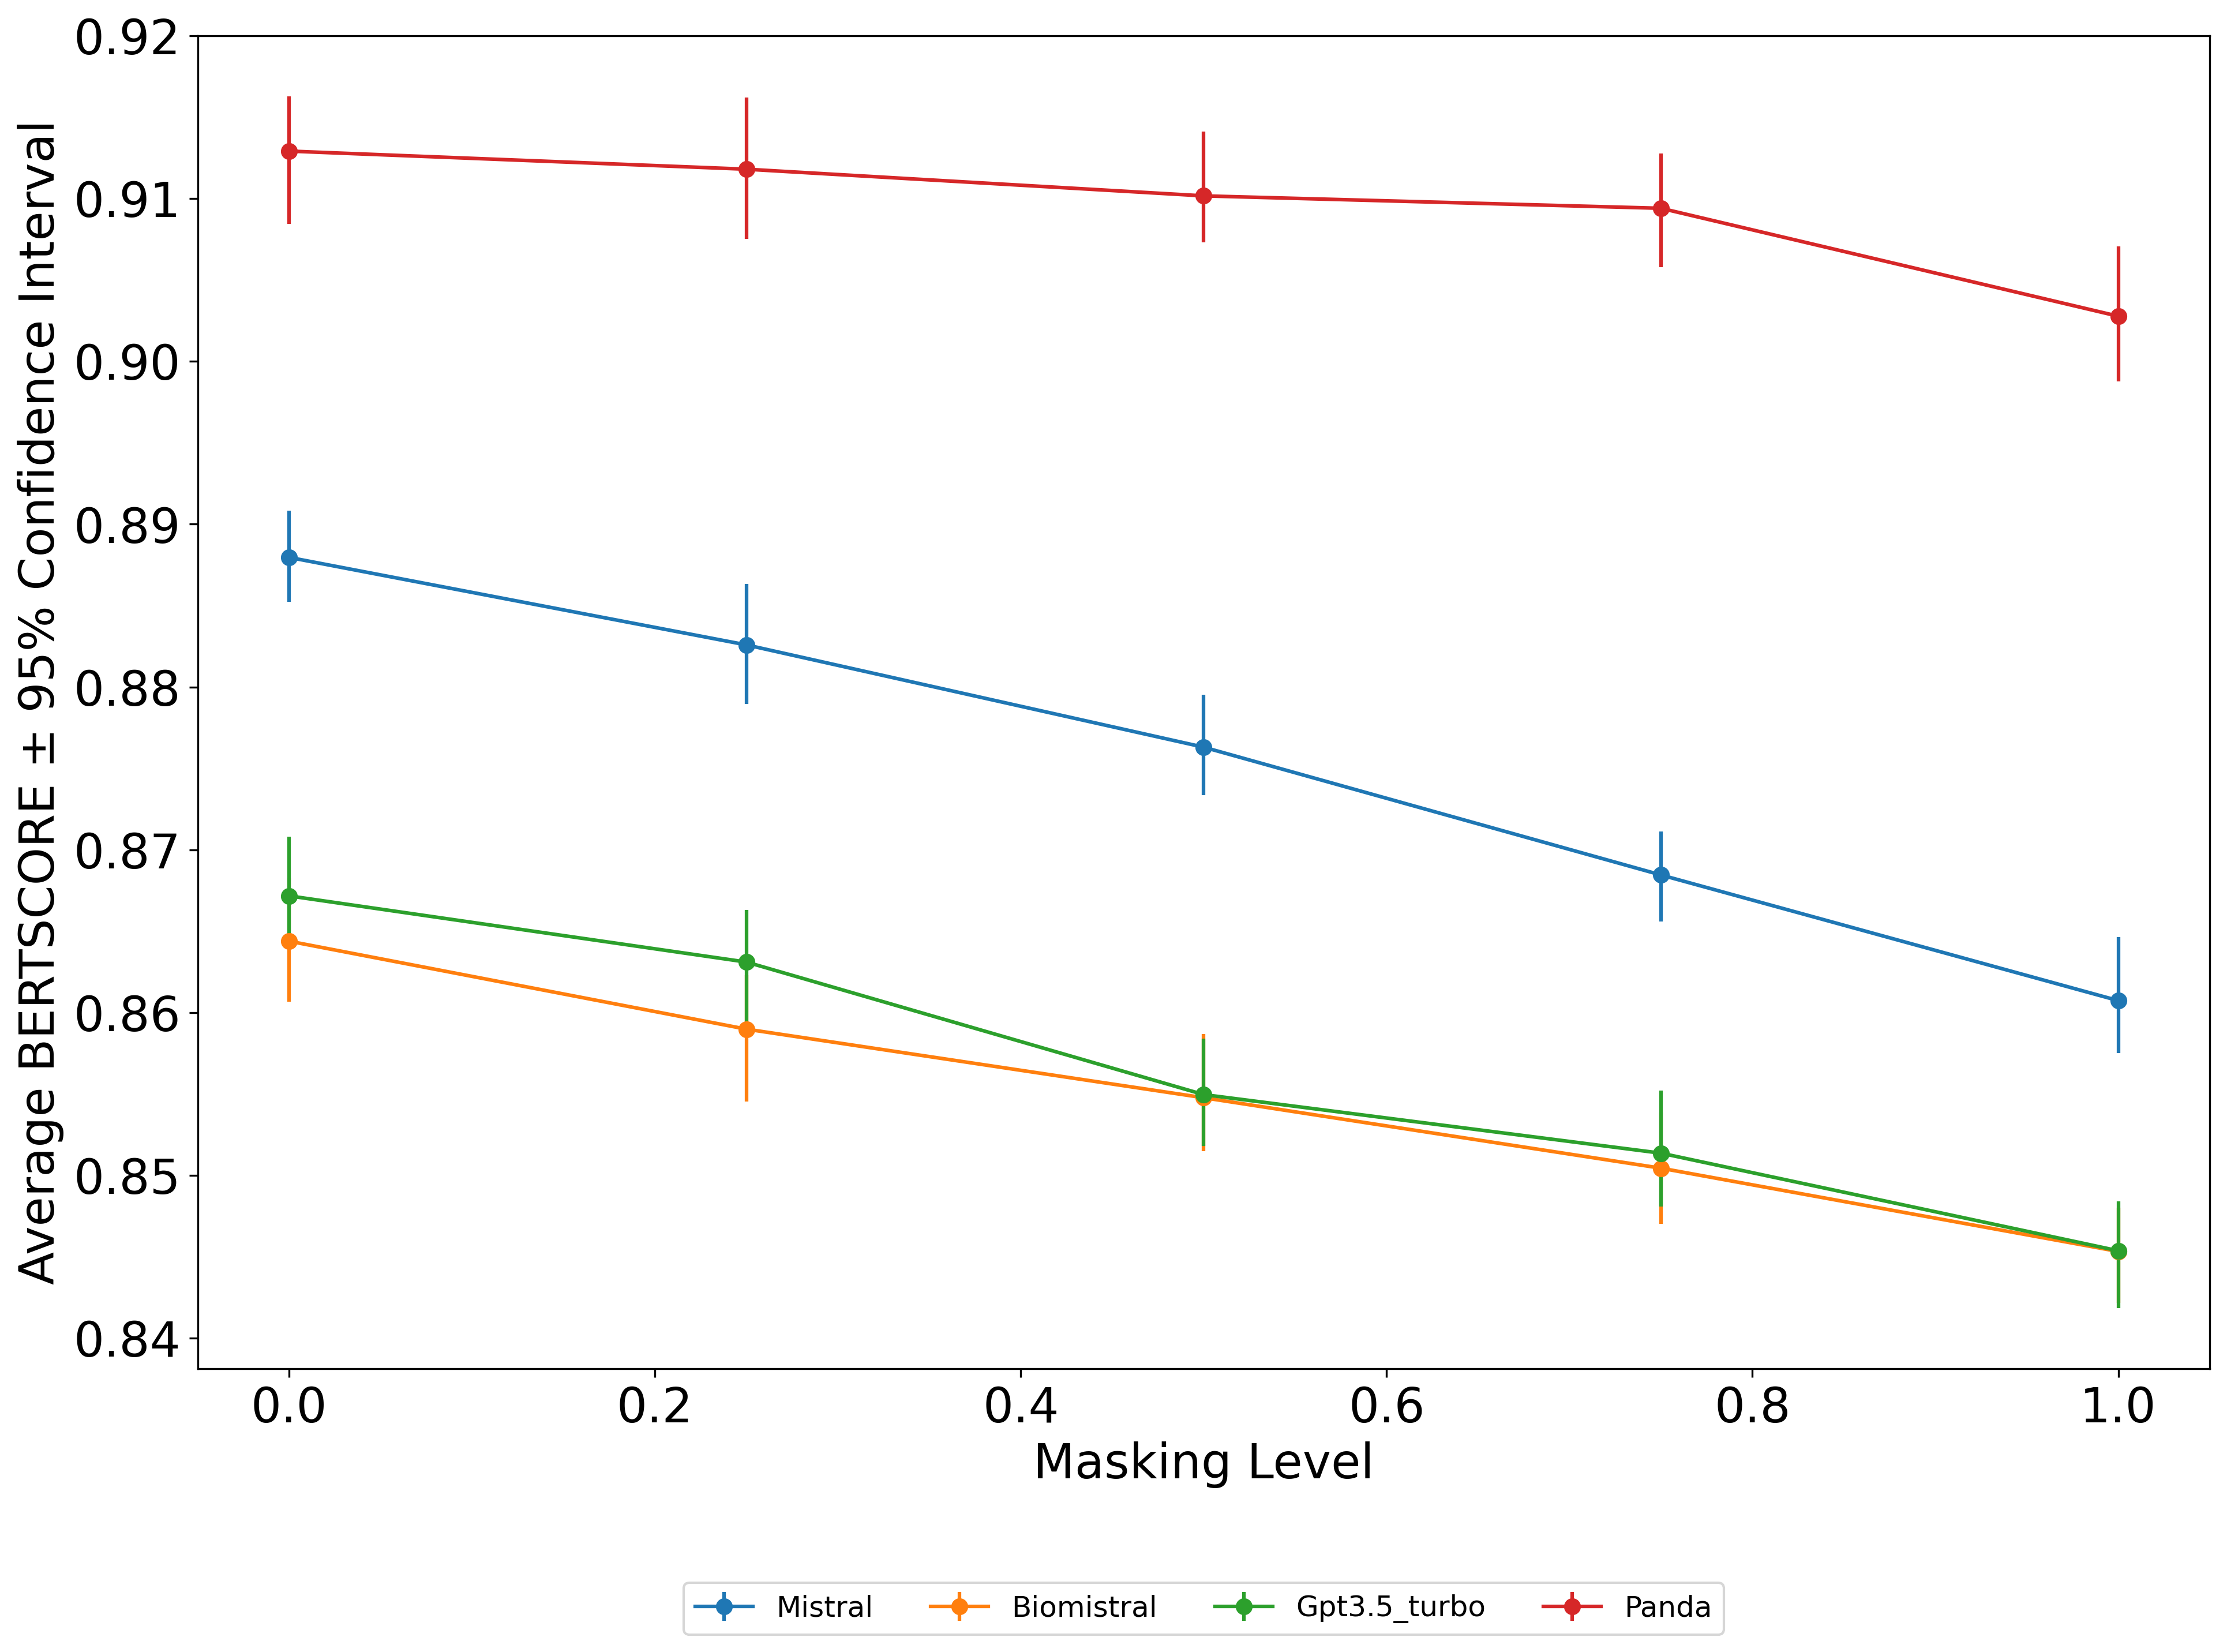 Average BERTSCORE ± 95% Confidence Interval
0.92
0.91
0.90
0.89
0.88
0.87
0.86
0.85
0.84
0.0 0.2 0.4 0.6 0.8 1.0
Masking Level
Mistral Biomistral Gpt3.5_turbo Panda